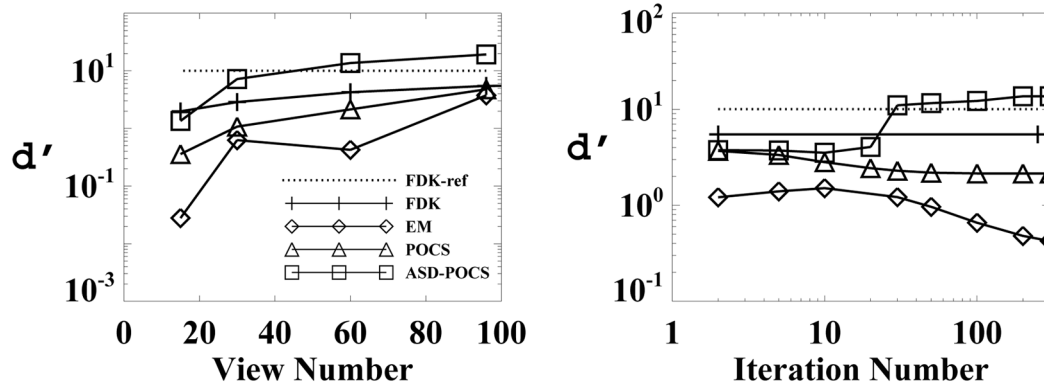 10¹
10⁻¹
10⁻³
d′
0 20 40 60 80 100
View Number
FDK-ref
FDK
EM
POCS
ASD-POCS
10²
10¹
10⁰
10⁻¹
d′
1 10 100
Iteration Number